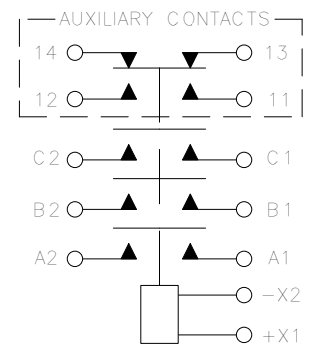 AUXILIARY CONTACTS
14 13
12 11
C2 C1
B2 B1
A2 A1
-X2
+X1